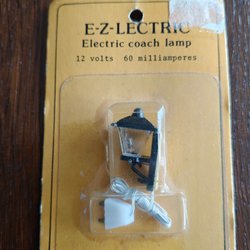 E-Z-LECTRIC
Electric coach lamp
12 volts 60 milliamperes